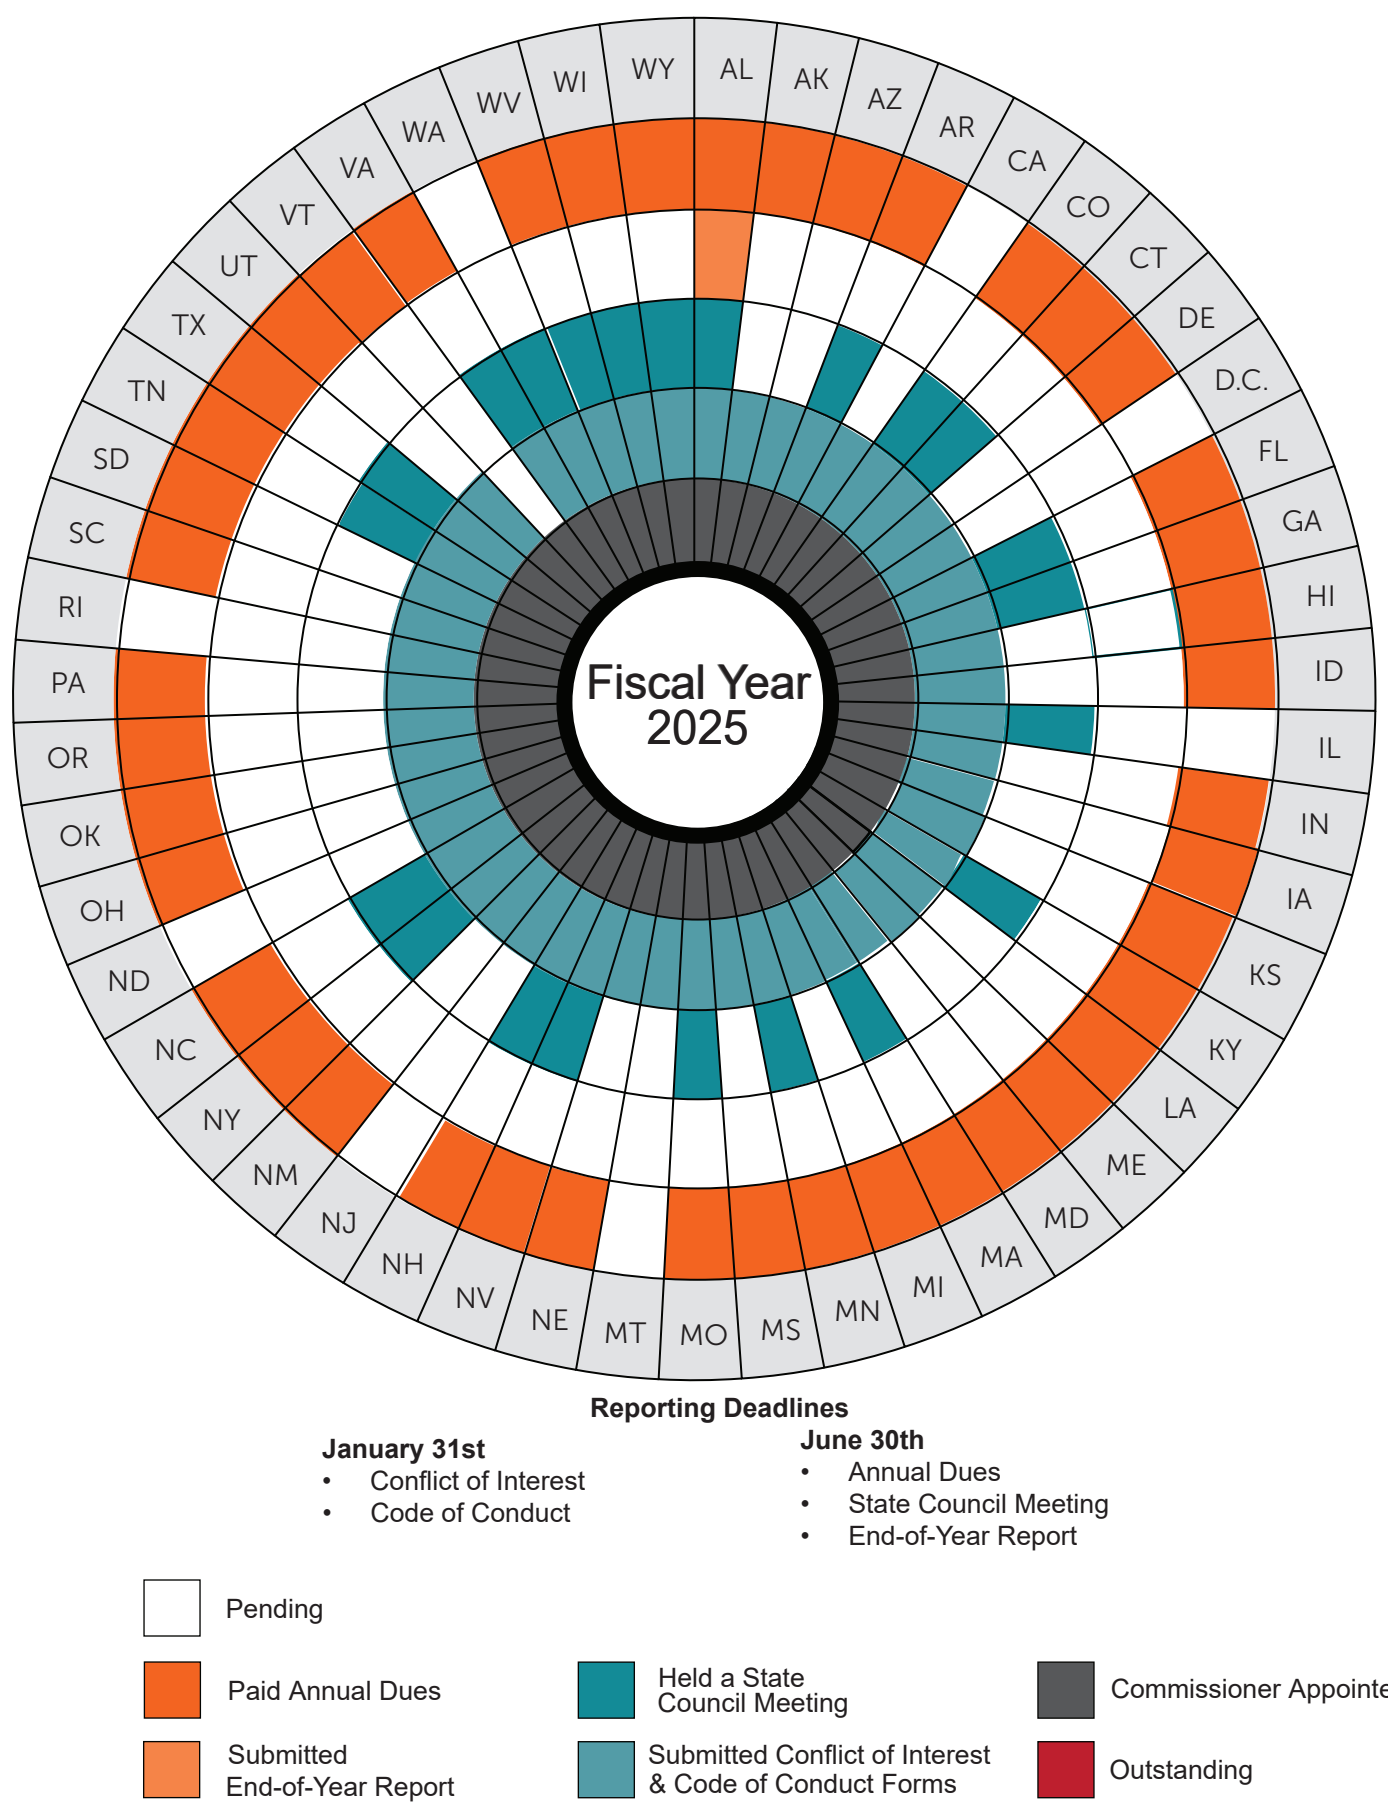 AL
AK
AZ
AR
CA
CO
CT
DE
D.C.
FL
GA
HI
ID
IL
IN
IA
KS
KY
LA
ME
MD
MA
MI
MN
MS
MO
MT
NE
NV
NH
NJ
NM
NY
NC
ND
OH
OK
OR
PA
RI
SC
SD
TN
TX
UT
VT
VA
WA
WV
WI
WY
Fiscal Year
2025
Reporting Deadlines
January 31st
• Conflict of Interest
• Code of Conduct
June 30th
• Annual Dues
• State Council Meeting
• End-of-Year Report
Pending
Paid Annual Dues
Held a State
Council Meeting
Commissioner Appointe
Submitted
End-of-Year Report
Submitted Conflict of Interest
& Code of Conduct Forms
Outstanding